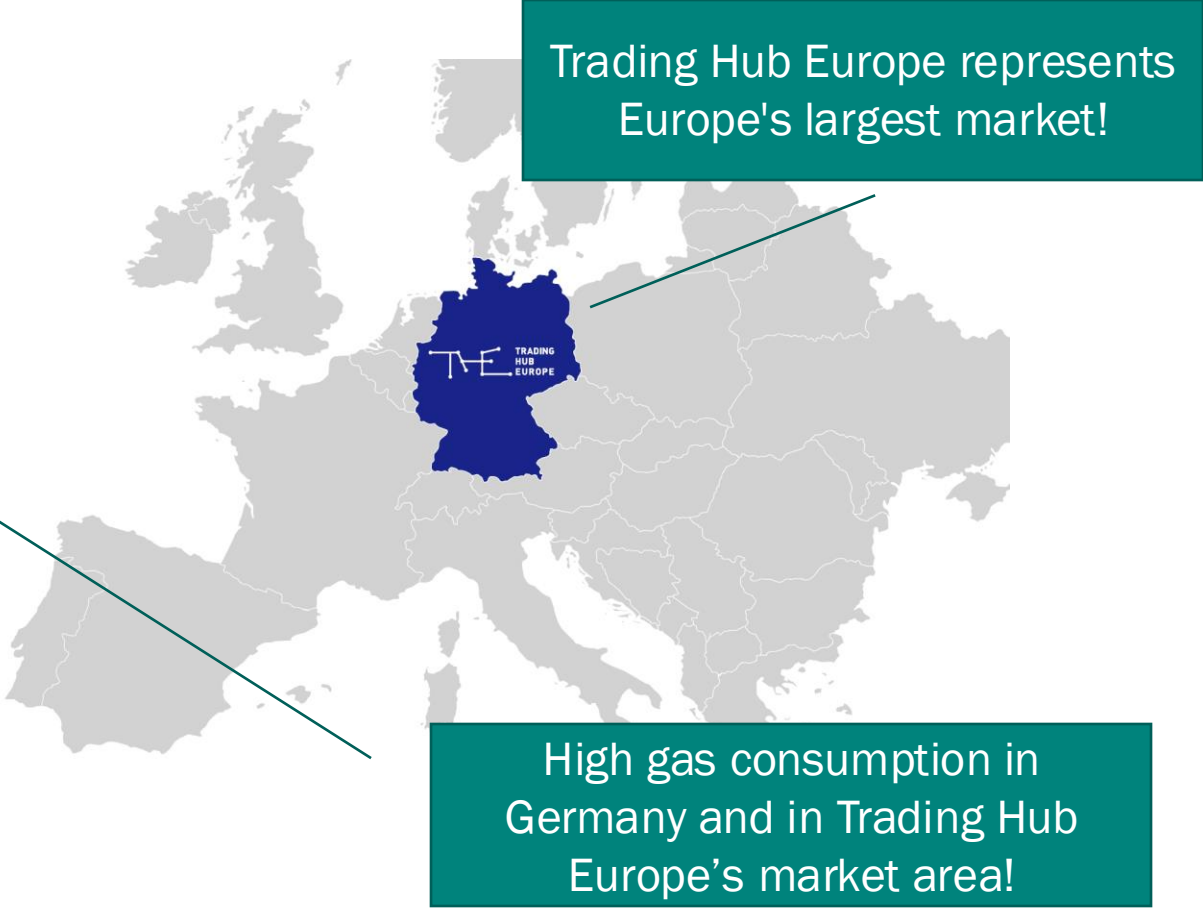 Trading Hub Europe represents
Europe's largest market!
THE
TRADING
HUB
EUROPE
High gas consumption in
Germany and in Trading Hub
Europe’s market area!